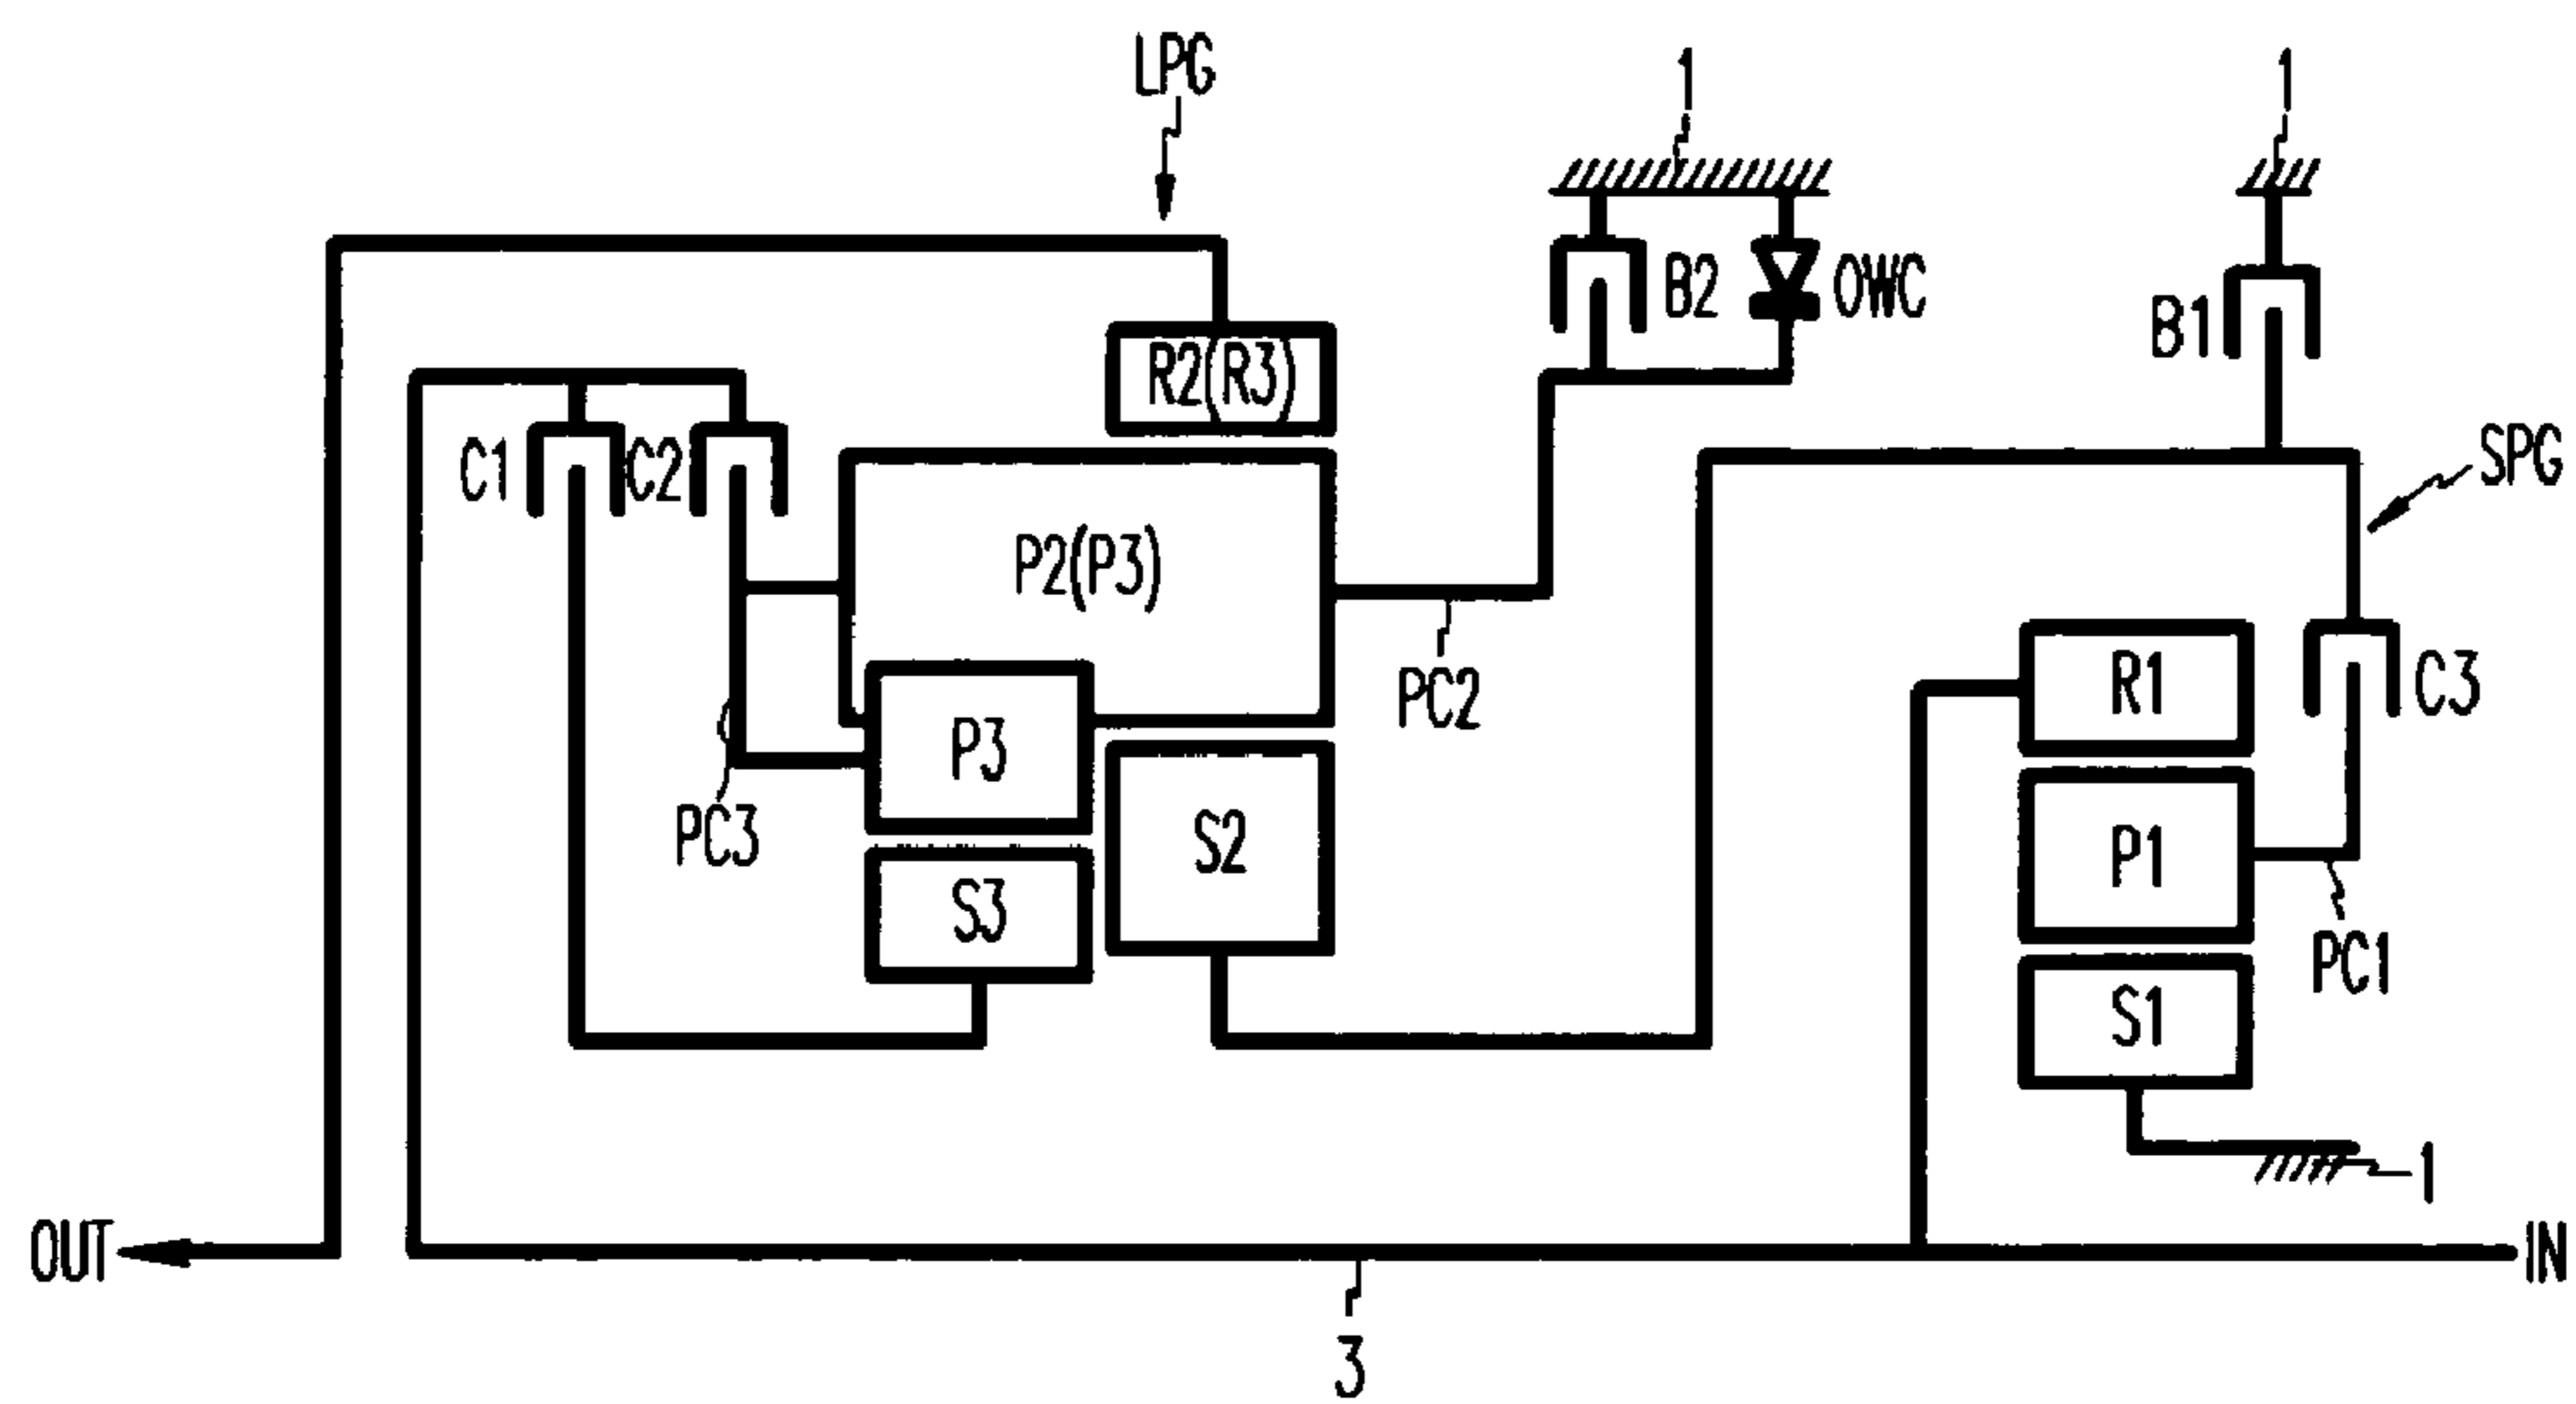 LPG
1
1
B2
OWC
B1
R2(R3)
C1
C2
SPG
P2(P3)
R1
C3
PC2
P3
PC3
S2
P1
S3
PC1
S1
1
OUT
IN
3